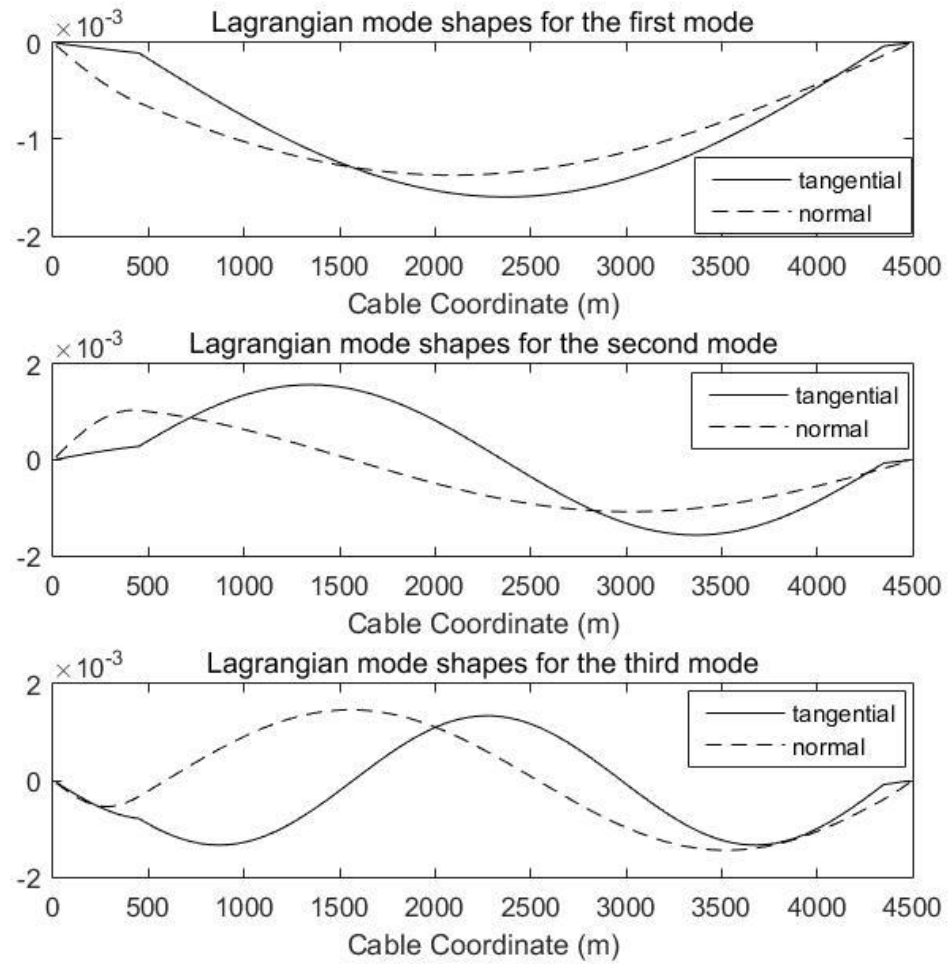 ×10⁻³ Lagrangian mode shapes for the first mode
0
-1
-2
tangential
normal
0 500 1000 1500 2000 2500 3000 3500 4000 4500
Cable Coordinate (m)
×10⁻³ Lagrangian mode shapes for the second mode
2
0
-2
tangential
normal
0 500 1000 1500 2000 2500 3000 3500 4000 4500
Cable Coordinate (m)
×10⁻³ Lagrangian mode shapes for the third mode
2
0
-2
tangential
normal
0 500 1000 1500 2000 2500 3000 3500 4000 4500
Cable Coordinate (m)